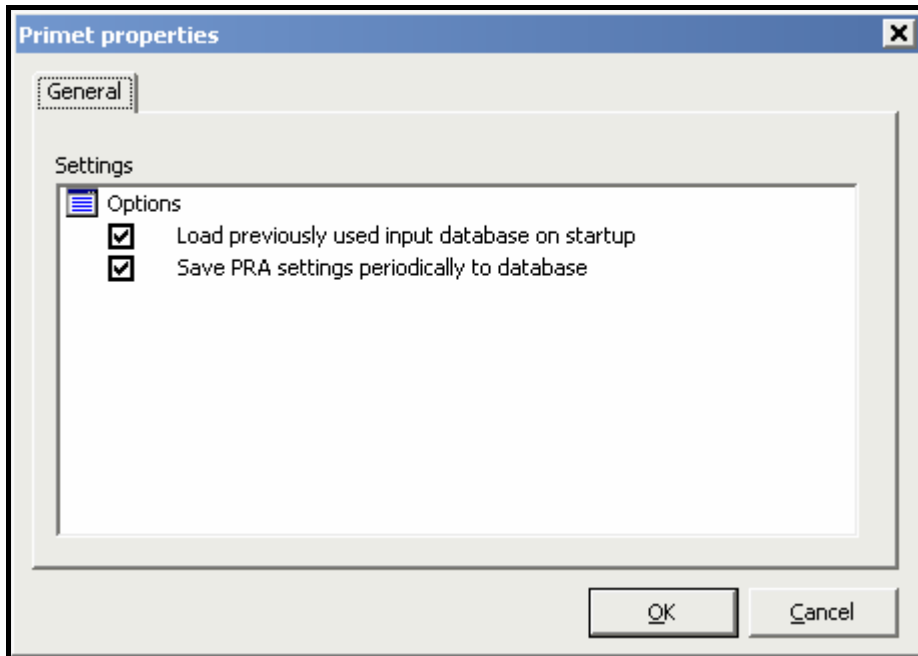 Primet properties
General
Settings
Options
Load previously used input database on startup
Save PRA settings periodically to database
OK
Cancel